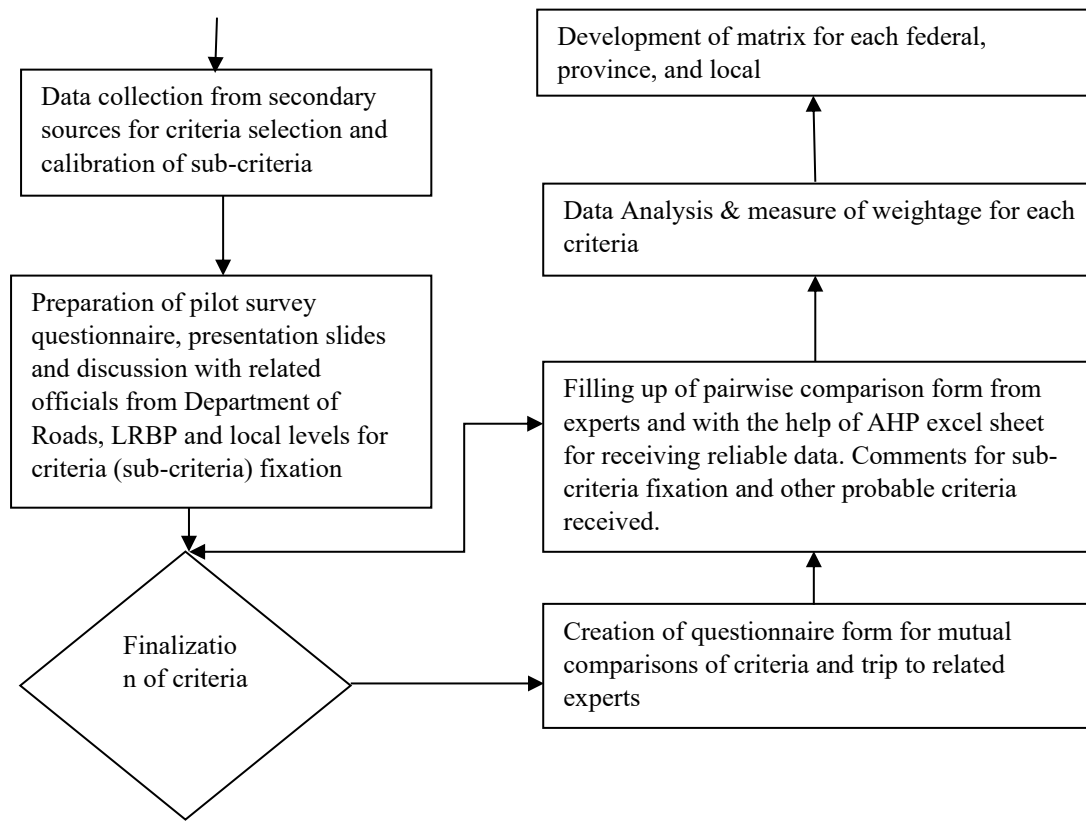 Data collection from secondary
sources for criteria selection and
calibration of sub-criteria
Preparation of pilot survey
questionnaire, presentation slides
and discussion with related
officials from Department of
Roads, LRBP and local levels for
criteria (sub-criteria) fixation
Finalizatio
n of criteria
Development of matrix for each federal,
province, and local
Data Analysis & measure of weightage for each
criteria
Filling up of pairwise comparison form from
experts and with the help of AHP excel sheet
for receiving reliable data. Comments for sub-
criteria fixation and other probable criteria
received.
Creation of questionnaire form for mutual
comparisons of criteria and trip to related
experts